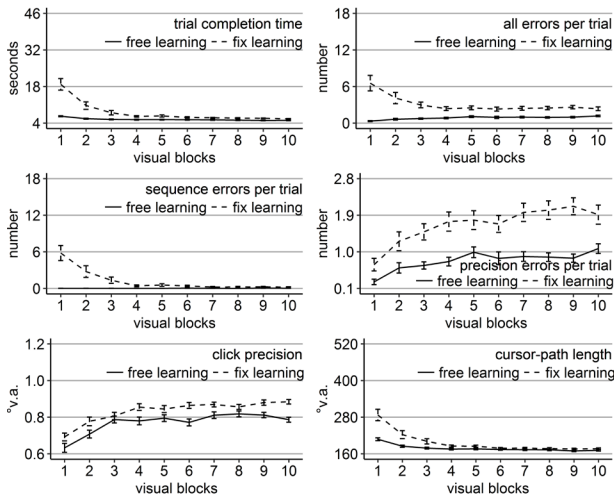 46
trial completion time
free learning fix learning
32
18
4
seconds
1 2 3 4 5 6 7 8 9 10
visual blocks
18
all errors per trial
free learning fix learning
12
6
0
number
1 2 3 4 5 6 7 8 9 10
visual blocks
18
sequence errors per trial
free learning fix learning
12
6
0
number
1 2 3 4 5 6 7 8 9 10
visual blocks
2.8
1.9
1.0
precision errors per trial
free learning fix learning
0.1
number
1 2 3 4 5 6 7 8 9 10
visual blocks
1.2
click precision
free learning fix learning
1.0
0.8
0.6
°v.a.
1 2 3 4 5 6 7 8 9 10
visual blocks
520
cursor-path length
free learning fix learning
400
280
160
°v.a.
1 2 3 4 5 6 7 8 9 10
visual blocks